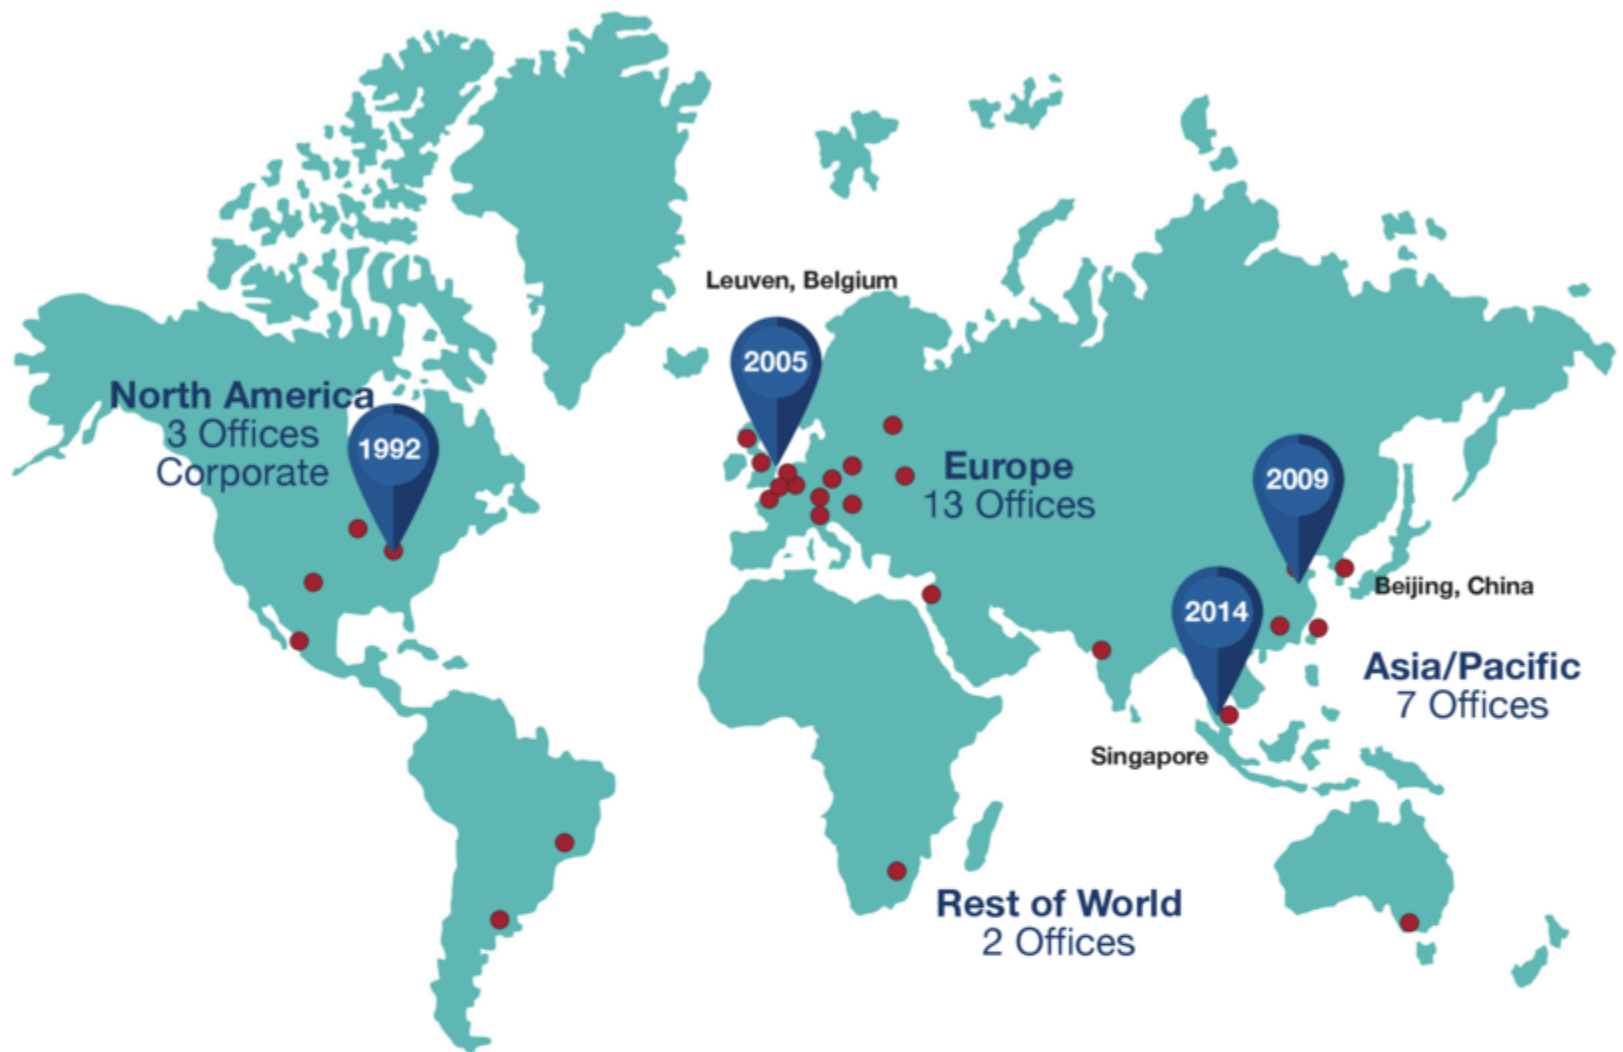 Leuven, Belgium
2005
North America
3 Offices
Corporate
1992
Europe
13 Offices
2009
Beijing, China
2014
Asia/Pacific
7 Offices
Singapore
Rest of World
2 Offices